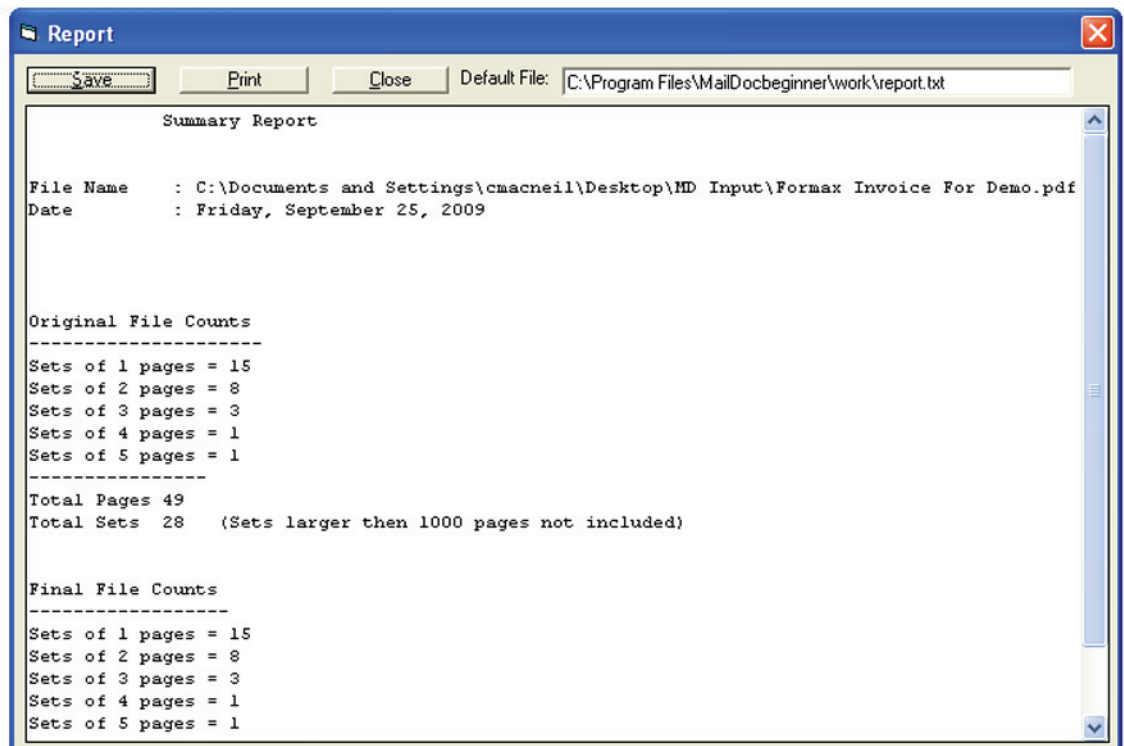 Report
Save Print Close Default File: C:\Program Files\MailDocbeginner\work\report.txt
Summary Report
File Name : C:\Documents and Settings\cmacneil\Desktop\MD Input\Formax Invoice For Demo.pdf
Date : Friday, September 25, 2009
Original File Counts
---------------------
Sets of 1 pages = 15
Sets of 2 pages = 8
Sets of 3 pages = 3
Sets of 4 pages = 1
Sets of 5 pages = 1
----------------
Total Pages 49
Total Sets 28 (Sets larger then 1000 pages not included)
Final File Counts
------------------
Sets of 1 pages = 15
Sets of 2 pages = 8
Sets of 3 pages = 3
Sets of 4 pages = 1
Sets of 5 pages = 1